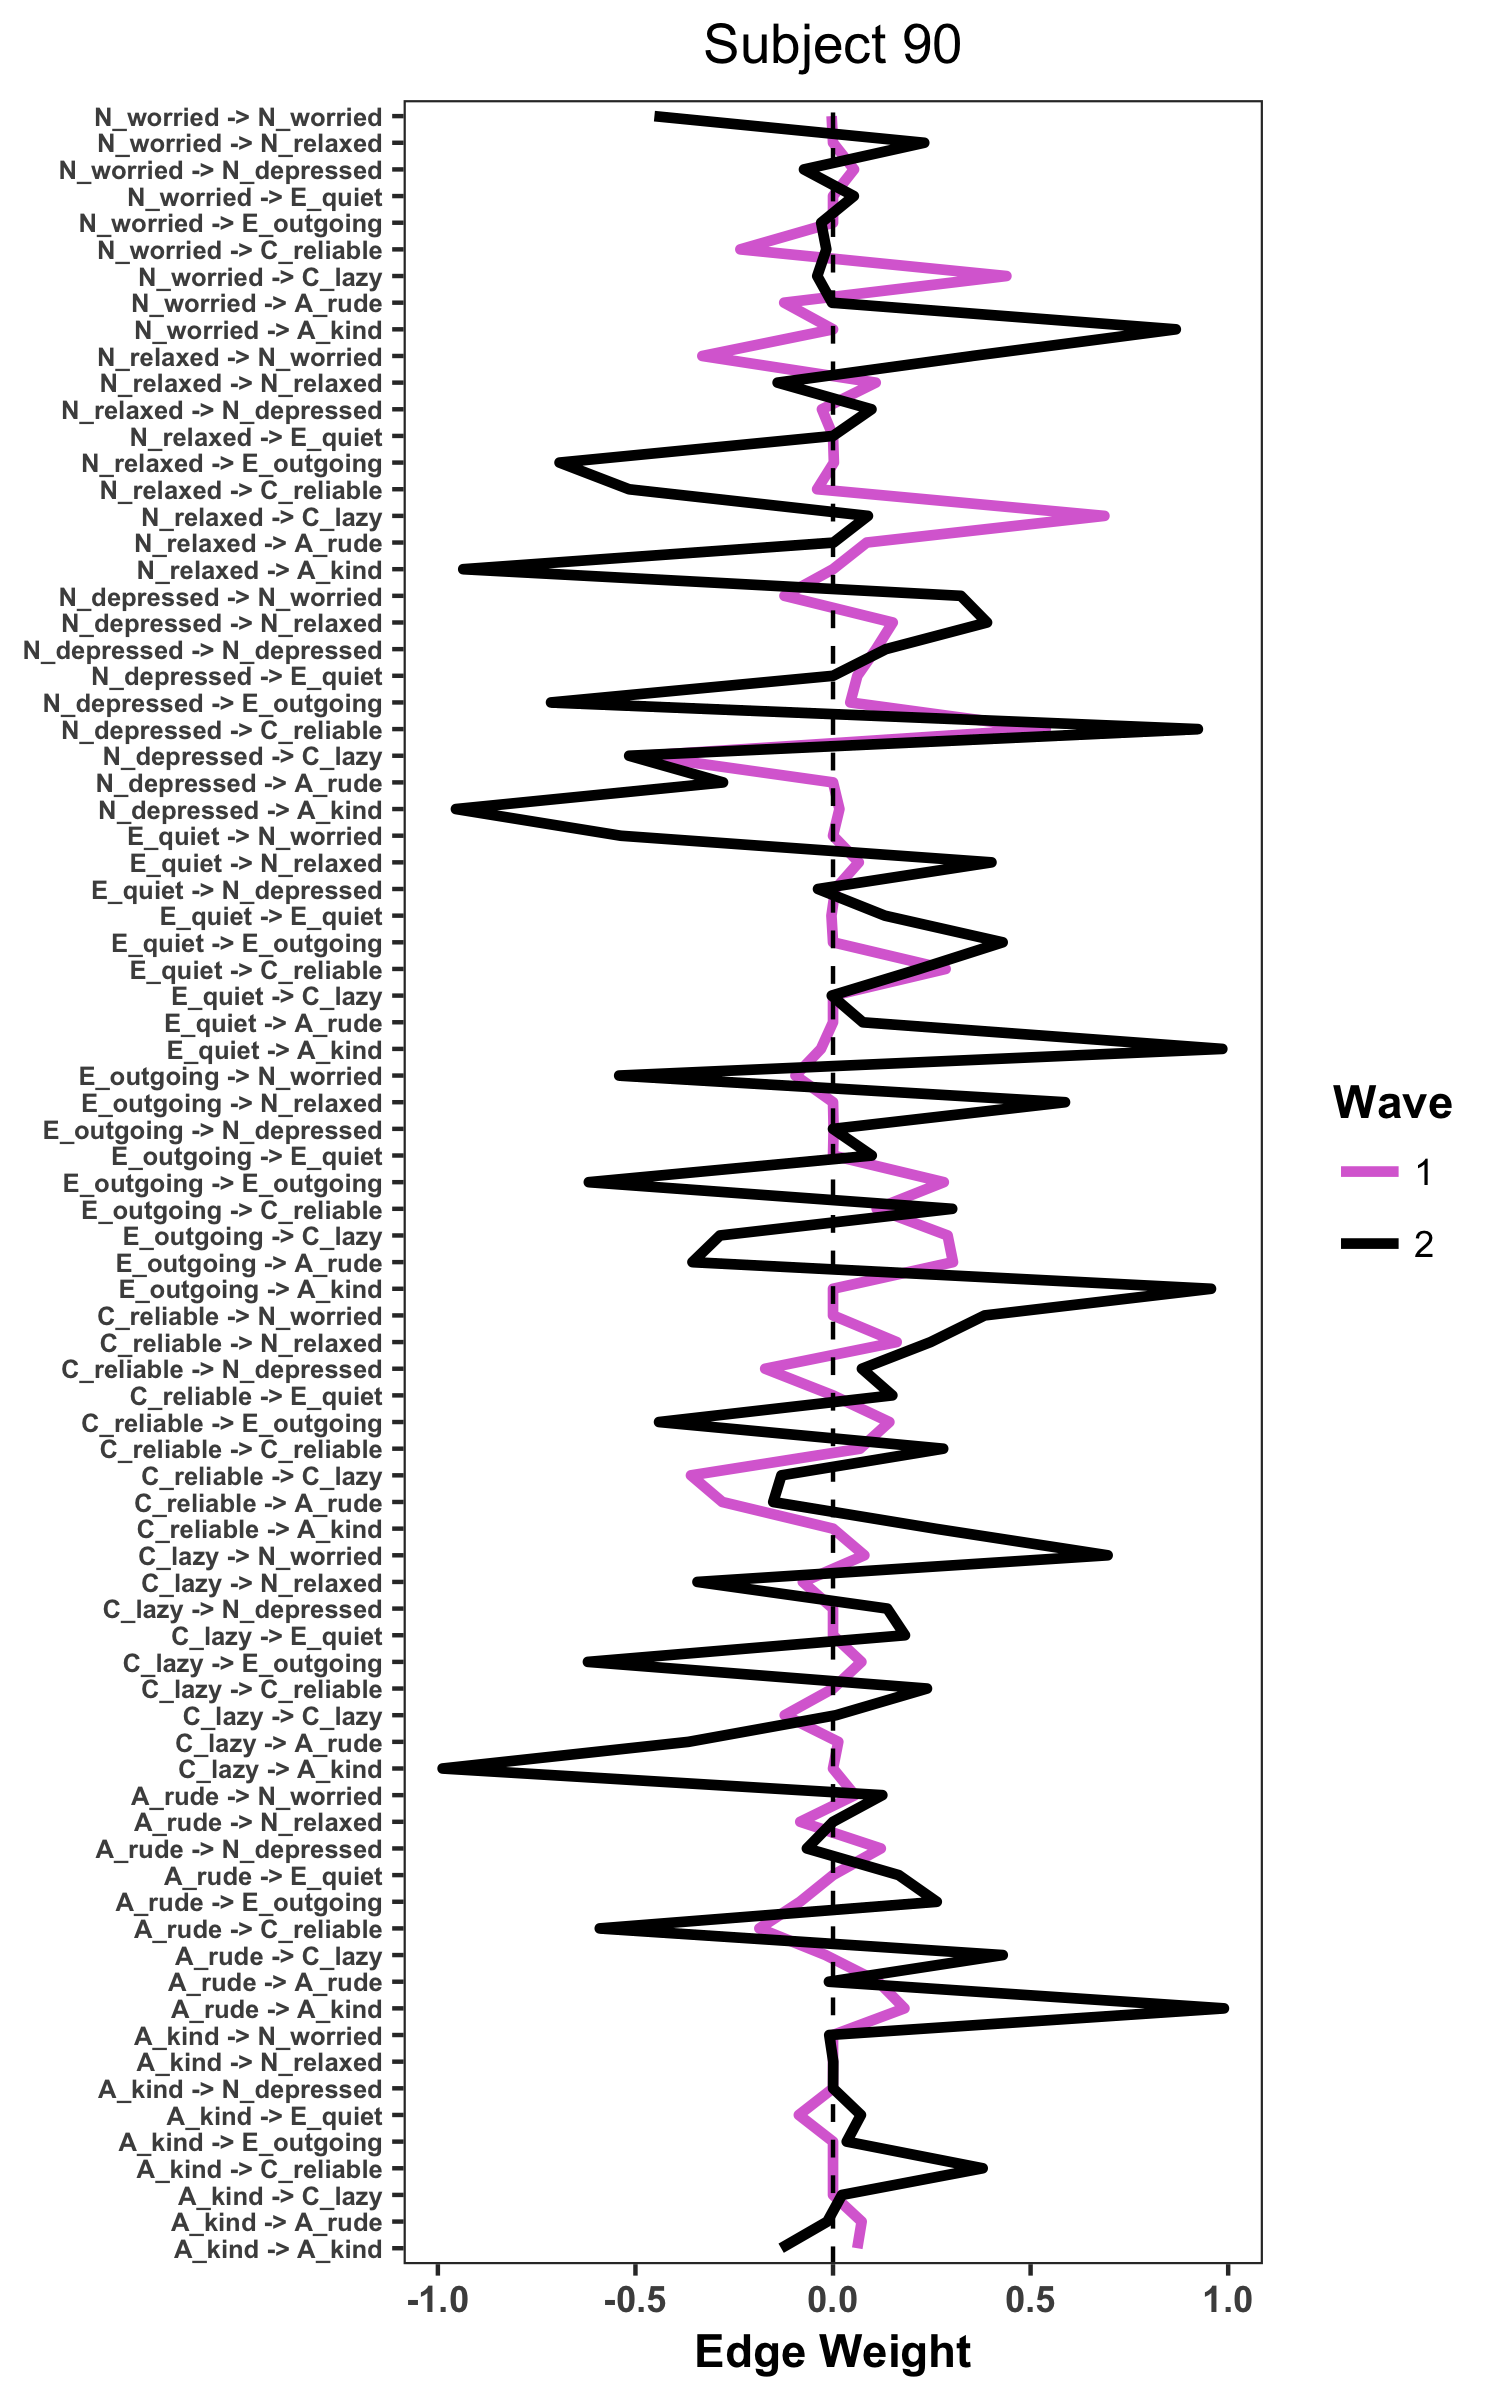 Subject 90
N_worried -> N_worried
N_worried -> N_relaxed
N_worried -> N_depressed
N_worried -> E_quiet
N_worried -> E_outgoing
N_worried -> C_reliable
N_worried -> C_lazy
N_worried -> A_rude
N_worried -> A_kind
N_relaxed -> N_worried
N_relaxed -> N_relaxed
N_relaxed -> N_depressed
N_relaxed -> E_quiet
N_relaxed -> E_outgoing
N_relaxed -> C_reliable
N_relaxed -> C_lazy
N_relaxed -> A_rude
N_relaxed -> A_kind
N_depressed -> N_worried
N_depressed -> N_relaxed
N_depressed -> N_depressed
N_depressed -> E_quiet
N_depressed -> E_outgoing
N_depressed -> C_reliable
N_depressed -> C_lazy
N_depressed -> A_rude
N_depressed -> A_kind
E_quiet -> N_worried
E_quiet -> N_relaxed
E_quiet -> N_depressed
E_quiet -> E_quiet
E_quiet -> E_outgoing
E_quiet -> C_reliable
E_quiet -> C_lazy
E_quiet -> A_rude
E_quiet -> A_kind
E_outgoing -> N_worried
E_outgoing -> N_relaxed
E_outgoing -> N_depressed
E_outgoing -> E_quiet
E_outgoing -> E_outgoing
E_outgoing -> C_reliable
E_outgoing -> C_lazy
E_outgoing -> A_rude
E_outgoing -> A_kind
C_reliable -> N_worried
C_reliable -> N_relaxed
C_reliable -> N_depressed
C_reliable -> E_quiet
C_reliable -> E_outgoing
C_reliable -> C_reliable
C_reliable -> C_lazy
C_reliable -> A_rude
C_reliable -> A_kind
C_lazy -> N_worried
C_lazy -> N_relaxed
C_lazy -> N_depressed
C_lazy -> E_quiet
C_lazy -> E_outgoing
C_lazy -> C_reliable
C_lazy -> C_lazy
C_lazy -> A_rude
C_lazy -> A_kind
A_rude -> N_worried
A_rude -> N_relaxed
A_rude -> N_depressed
A_rude -> E_quiet
A_rude -> E_outgoing
A_rude -> C_reliable
A_rude -> C_lazy
A_rude -> A_rude
A_rude -> A_kind
A_kind -> N_worried
A_kind -> N_relaxed
A_kind -> N_depressed
A_kind -> E_quiet
A_kind -> E_outgoing
A_kind -> C_reliable
A_kind -> C_lazy
A_kind -> A_rude
A_kind -> A_kind
-1.0 -0.5 0.0 0.5 1.0
Edge Weight
Wave
1
2